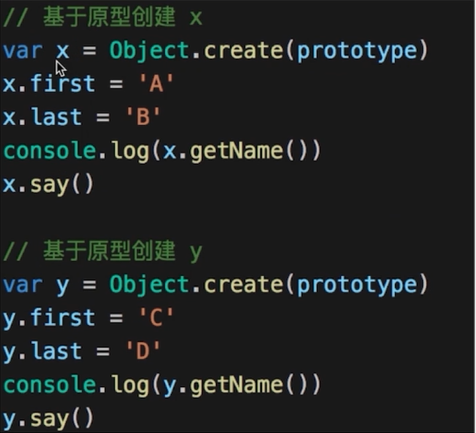 // 基于原型创建 x
var x = Object.create(prototype)
x.first = 'A'
x.last = 'B'
console.log(x.getName())
x.say()
// 基于原型创建 y
var y = Object.create(prototype)
y.first = 'C'
y.last = 'D'
console.log(y.getName())
y.say()